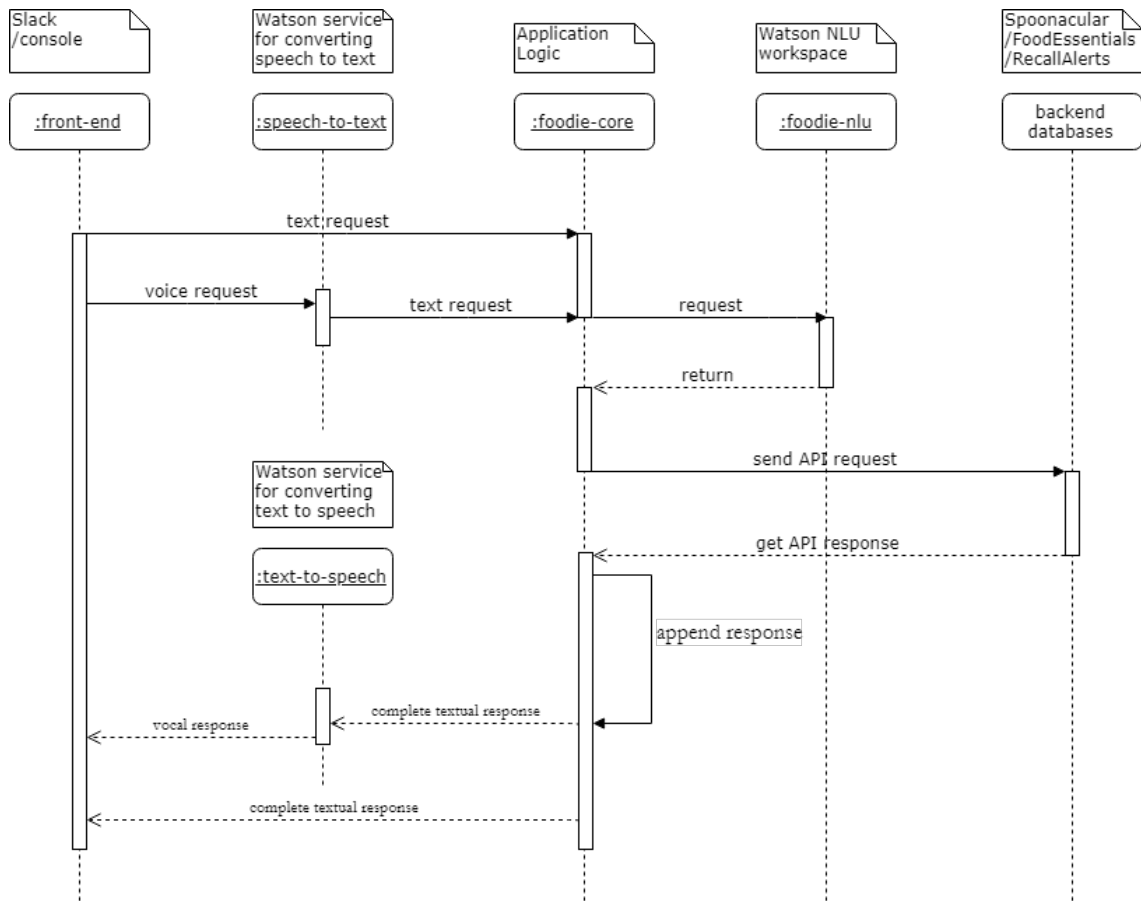 Slack
/console
Watson service
for converting
speech to text
Application
Logic
Watson NLU
workspace
Spoonacular
/FoodEssentials
/RecallAlerts
:front-end
:speech-to-text
:foodie-core
:foodie-nlu
backend
databases
text request
voice request
text request
request
return
send API request
Watson service
for converting
text to speech
get API response
:text-to-speech
append response
complete textual response
vocal response
complete textual response